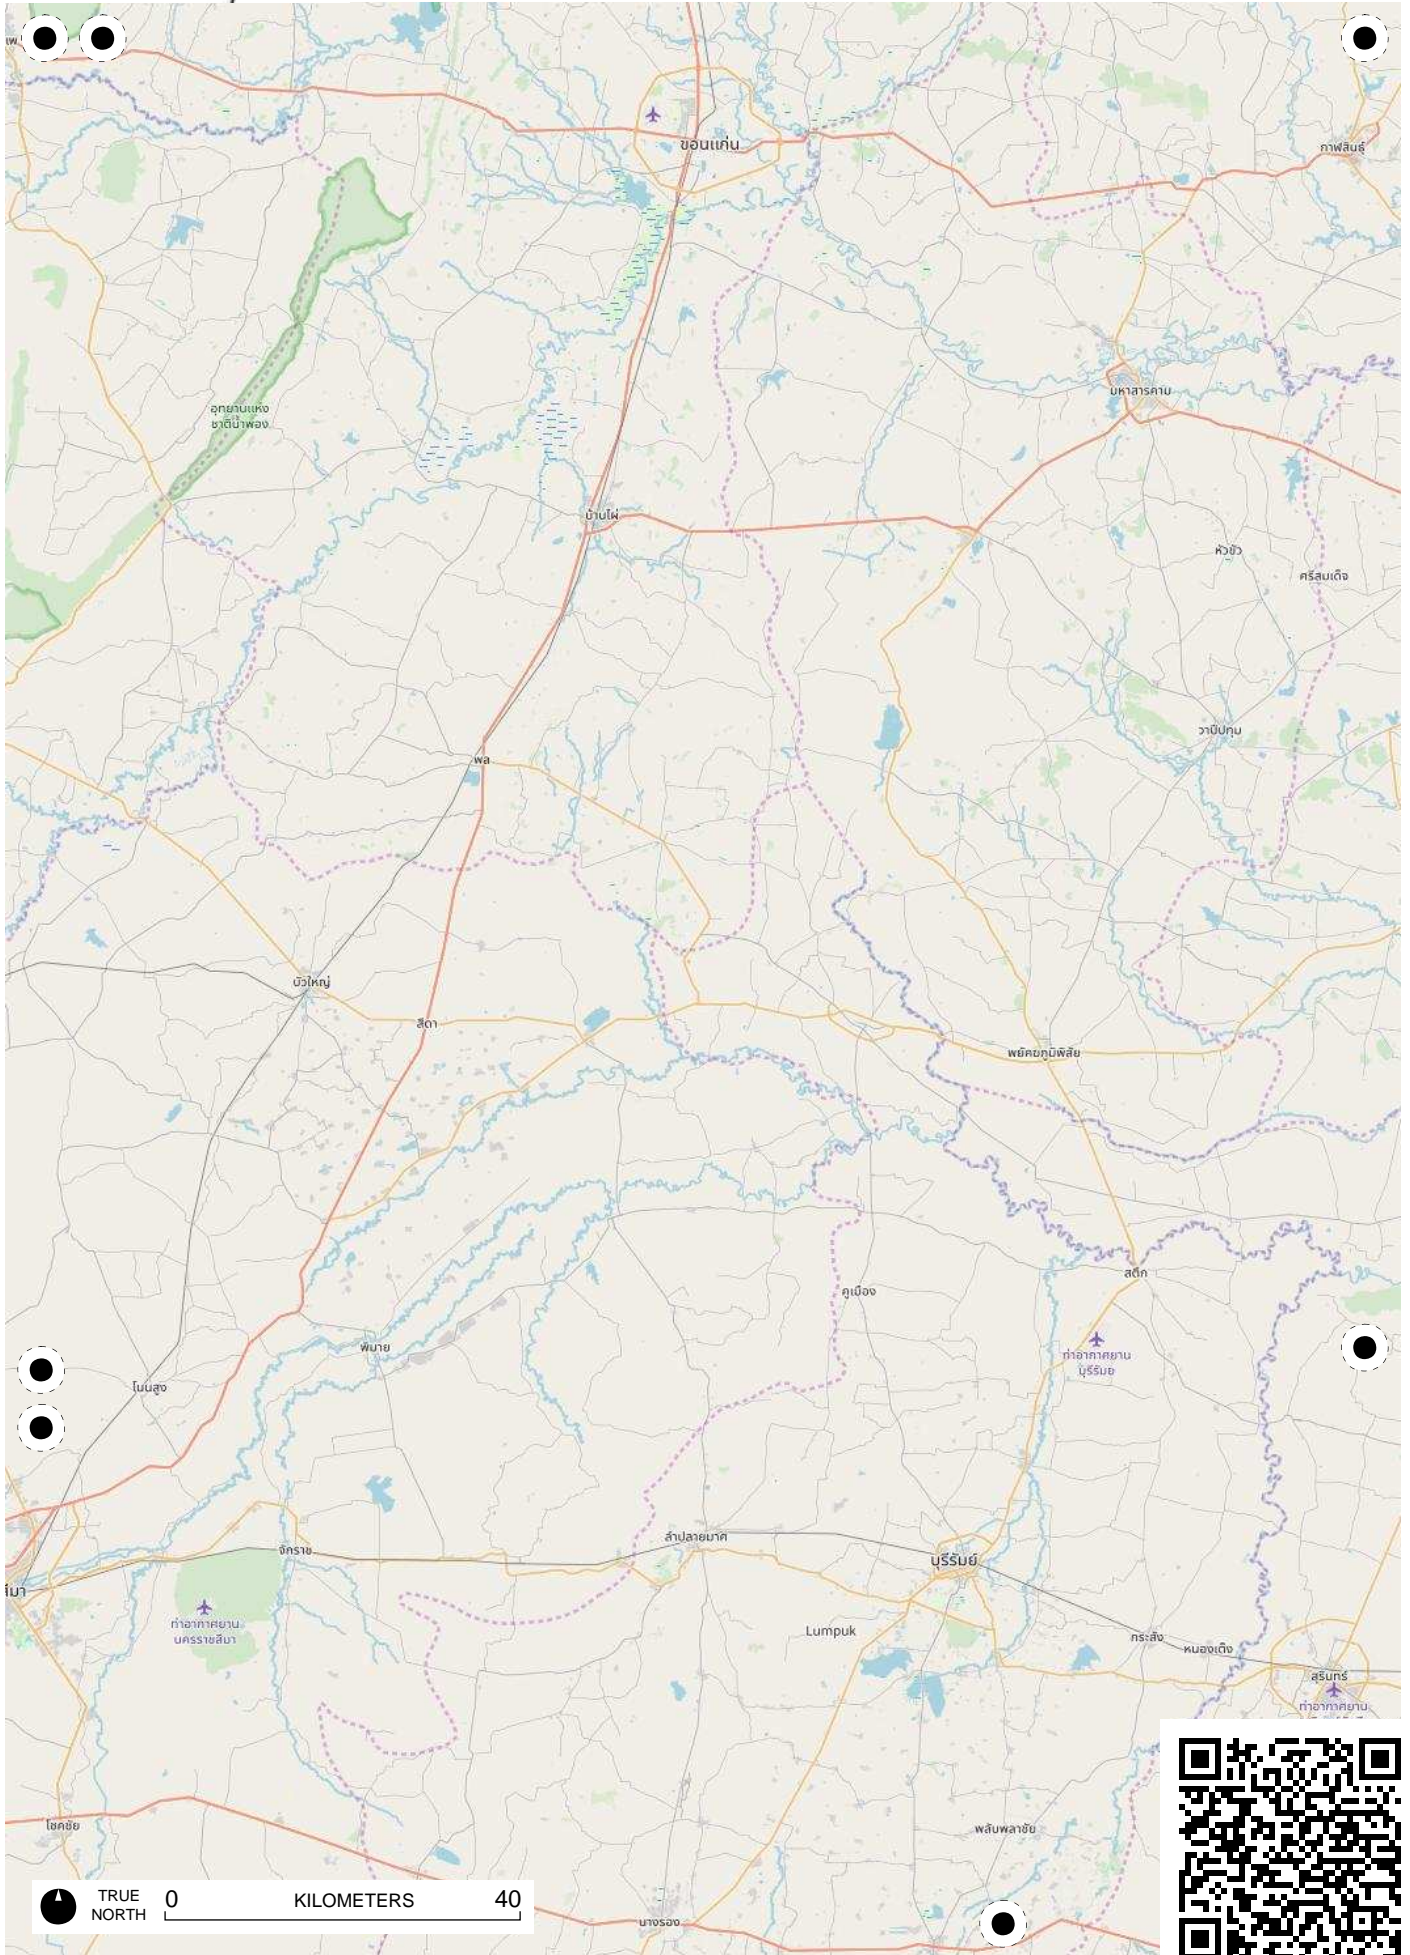 ขอนแก่น
กาฬสินธุ์
มหาสารคาม
อุทยานแห่ง
ชาติน้ำพอง
บ้านไผ่
หัวขัว
ศรีสมเด็จ
วาปีปทุม
พล
บัวใหญ่
สีดา
พยัคฆภูมิพิสัย
สตึก
คูเมือง
ท่าอากาศยาน
บุรีรัมย์
พิมาย
โนนสูง
ลำปลายมาศ
จักราช
บุรีรัมย์
สีมา
ท่าอากาศยาน
นครราชสีมา
Lumpuk
กระสัง
หนองเต็ง
สุรินทร์
ท่าอากาศยาน
โชคชัย
พลับพลาชัย
TRUE
NORTH
0 KILOMETERS 40
นางรอง